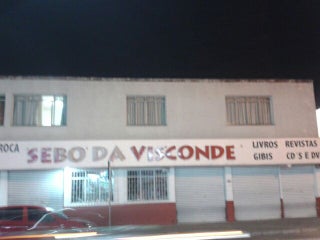 ROCA
SEBO DA VISCONDE
LIVROS REVISTAS
GIBIS CD'S E DV